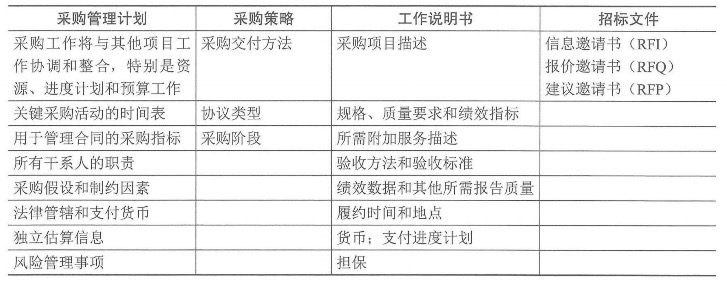 采购管理计划 采购策略 工作说明书 招标文件
采购工作将与其他项目工 采购交付方法 采购项目描述 信息邀请书（RFI）
作协调和整合，特别是资 报价邀请书（RFQ）
源、进度计划和预算工作 建议邀请书（RFP）
关键采购活动的时间表 协议类型 规格、质量要求和绩效指标
用于管理合同的采购指标 采购阶段 所需附加服务描述
所有干系人的职责 验收方法和验收标准
采购假设和制约因素 绩效数据和其他所需报告质量
法律管辖和支付货币 履约时间和地点
独立估算信息 货币；支付进度计划
风险管理事项 担保